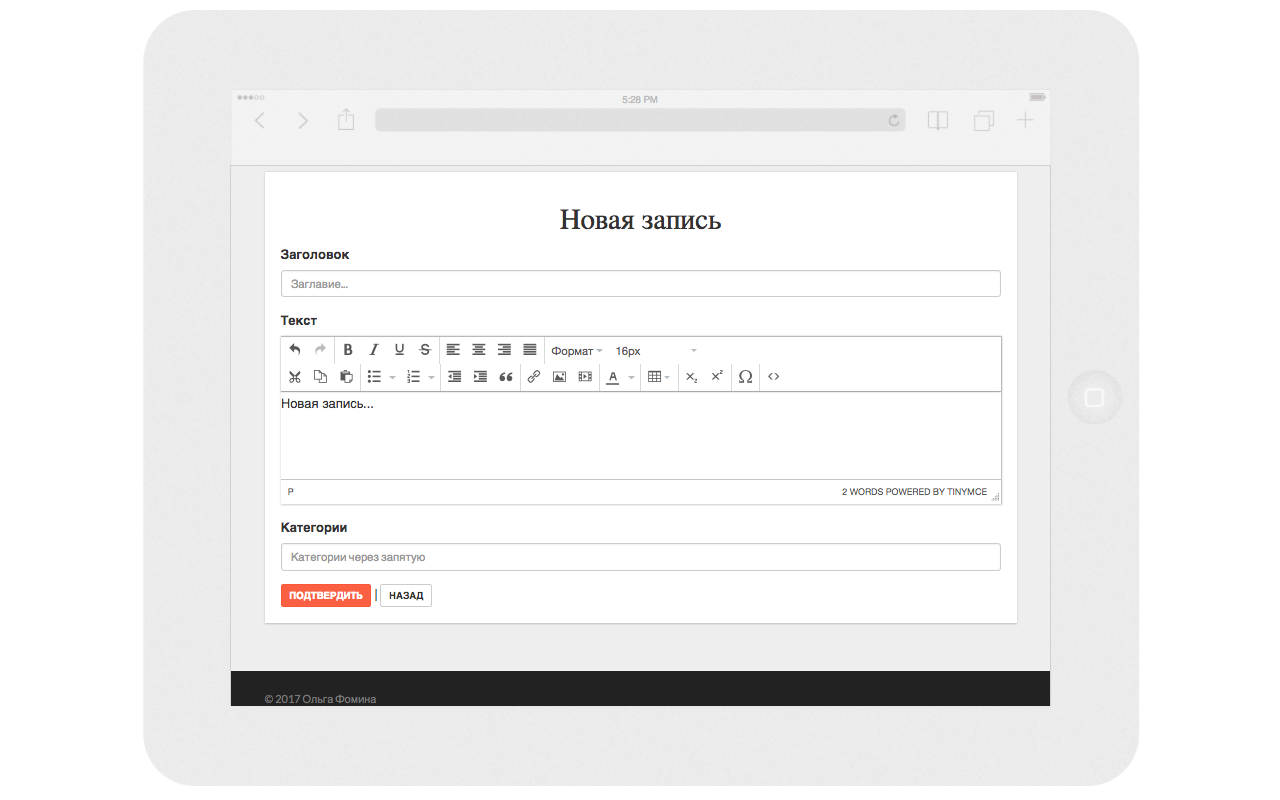 5:28 PM
Новая запись
Заголовок
Заглавие...
Текст
Формат 16px
Новая запись...
P 2 WORDS POWERED BY TINYMCE
Категории
Категории через запятую
ПОДТВЕРДИТЬ | НАЗАД
© 2017 Ольга Фомина